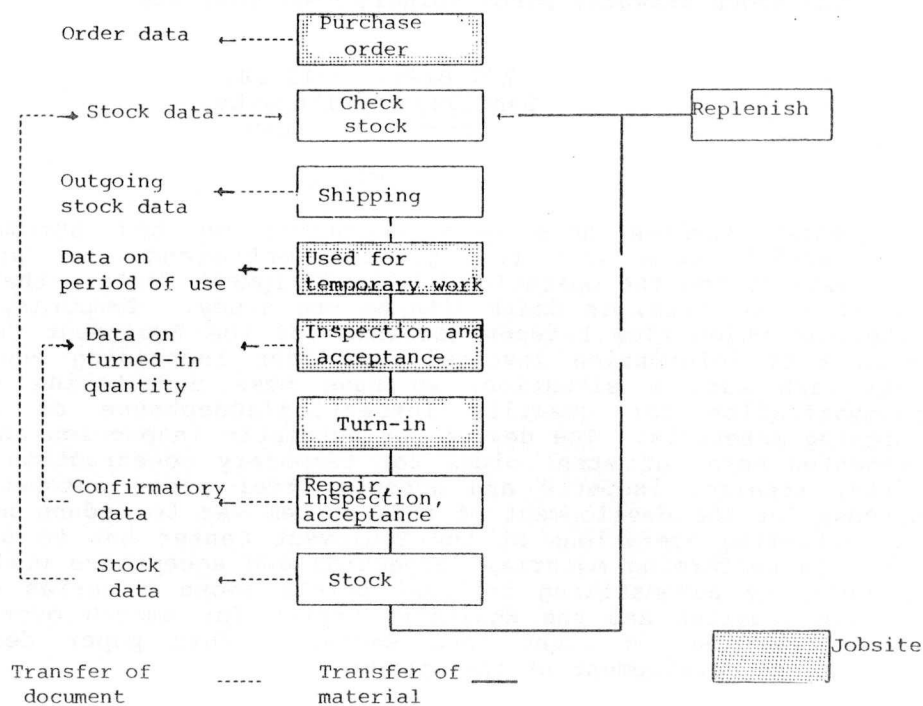 Order data
Purchase
order
Stock data
Check
stock
Replenish
Outgoing
stock data
Shipping
Data on
period of use
Used for
temporary work
Data on
tured-in
quantity
Inspection and
acceptance
Turn-in
Confirmatory
data
Repair,
inspection,
acceptance
Stock
data
Stock
Jobsite
Transfer of
document
Transfer of
material